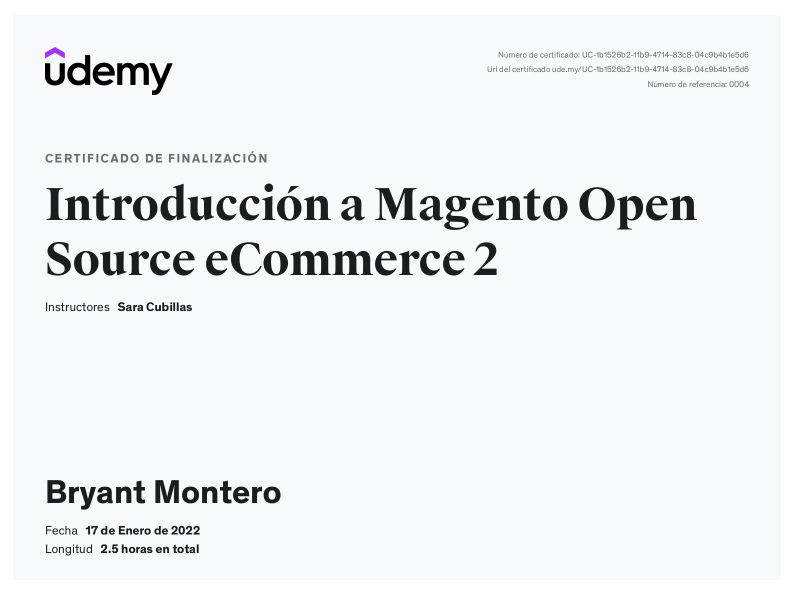 udemy
Número de certificado: UC-1b1526b2-11b9-4714-83c8-04c9b4b1e5d6
Url del certificado ude.my/UC-1b1526b2-11b9-4714-83c8-04c9b4b1e5d6
Número de referencia: 0004
CERTIFICADO DE FINALIZACIÓN
Introducción a Magento Open
Source eCommerce 2
Instructores Sara Cubillas
Bryant Montero
Fecha 17 de Enero de 2022
Longitud 2.5 horas en total